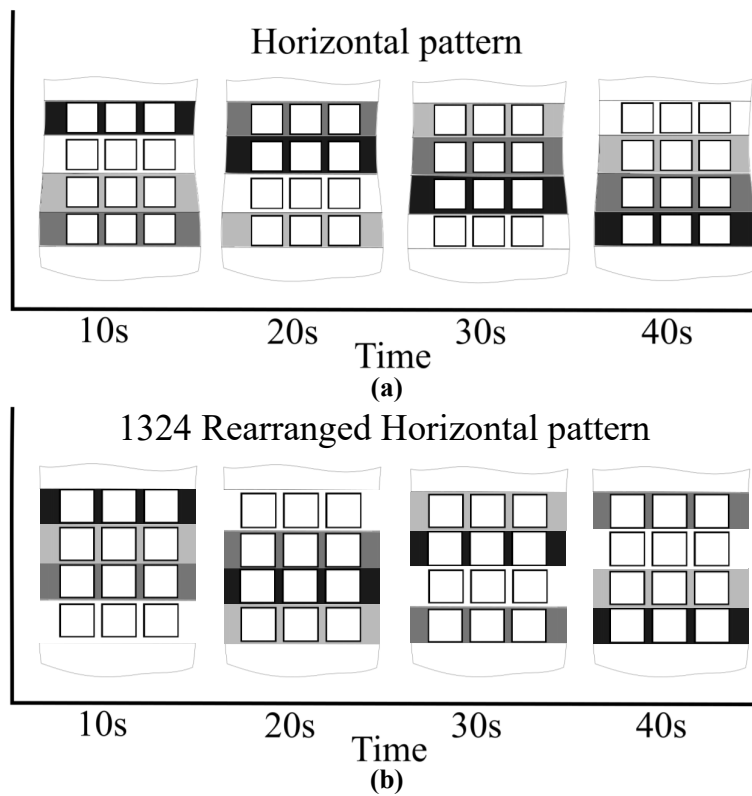 Horizontal pattern
10s 20s 30s 40s
Time
(a)
1324 Rearranged Horizontal pattern
10s 20s 30s 40s
Time
(b)